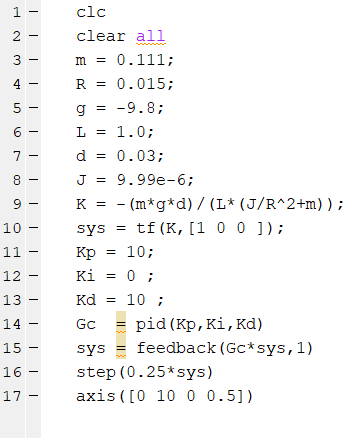 1 - clc
2 - clear all
3 - m = 0.111;
4 - R = 0.015;
5 - g = -9.8;
6 - L = 1.0;
7 - d = 0.03;
8 - J = 9.99e-6;
9 - K = -(m*g*d)/(L*(J/R^2+m));
10 - sys = tf(K,[1 0 0 ]);
11 - Kp = 10;
12 - Ki = 0 ;
13 - Kd = 10 ;
14 - Gc = pid(Kp,Ki,Kd)
15 - sys = feedback(Gc*sys,1)
16 - step(0.25*sys)
17 - axis([0 10 0 0.5])